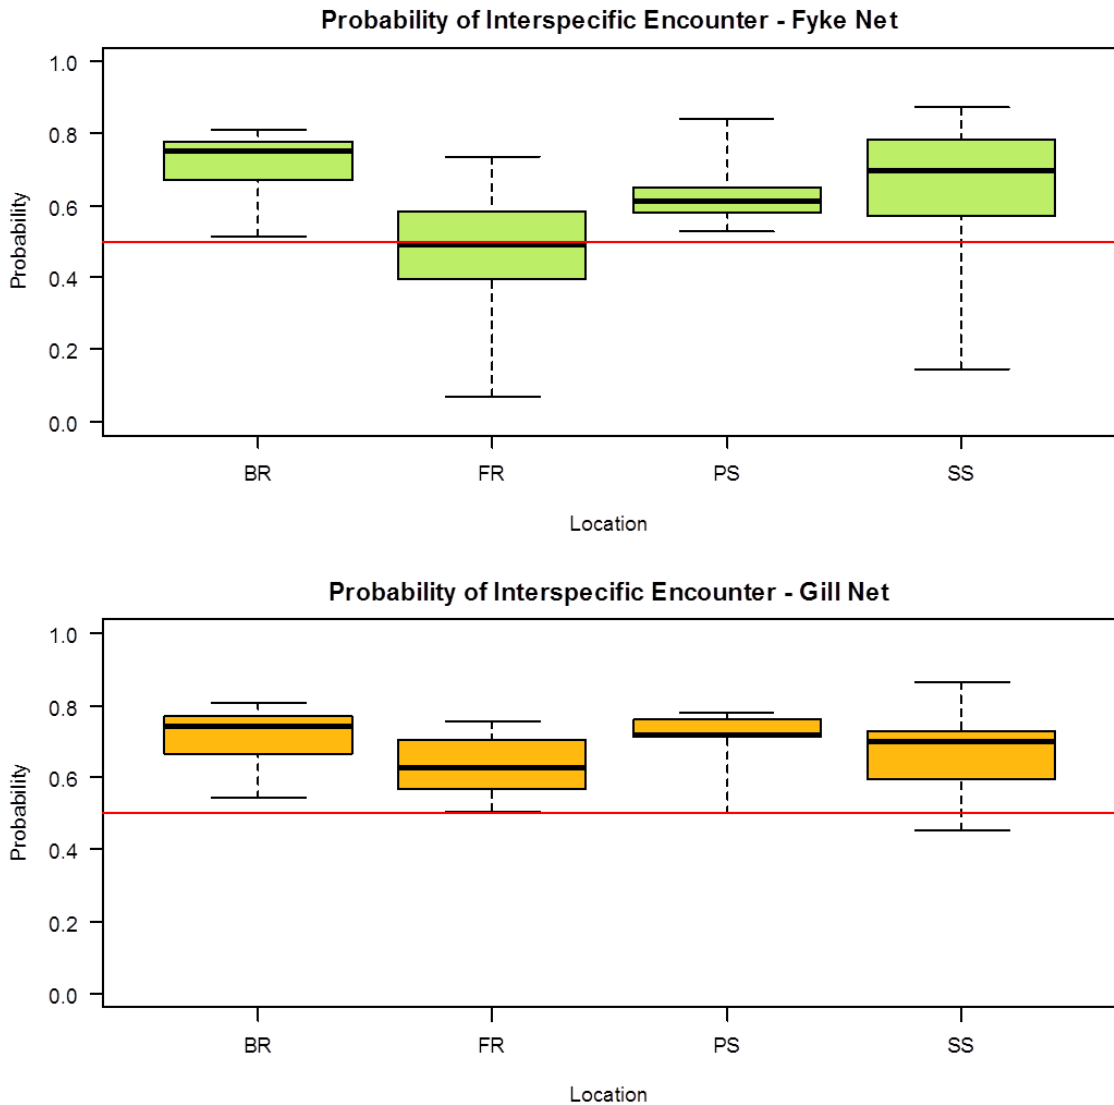 Probability of Interspecific Encounter - Fyke Net
1.0
0.8
0.6
0.4
0.2
0.0
Probability
BR FR PS SS
Location
Probability of Interspecific Encounter - Gill Net
1.0
0.8
0.6
0.4
0.2
0.0
Probability
BR FR PS SS
Location